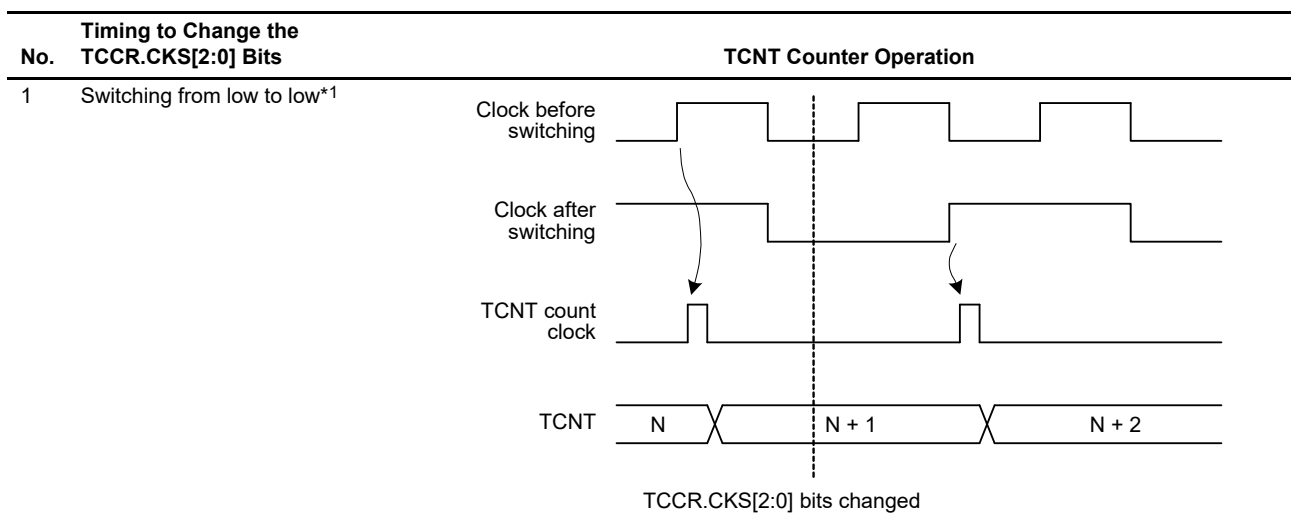 No. Timing to Change the TCCR.CKS[2:0] Bits TCNT Counter Operation
1 Switching from low to low*1
Clock before
switching
Clock after
switching
TCNT count
clock
TCNT N N + 1 N + 2
TCCR.CKS[2:0] bits changed